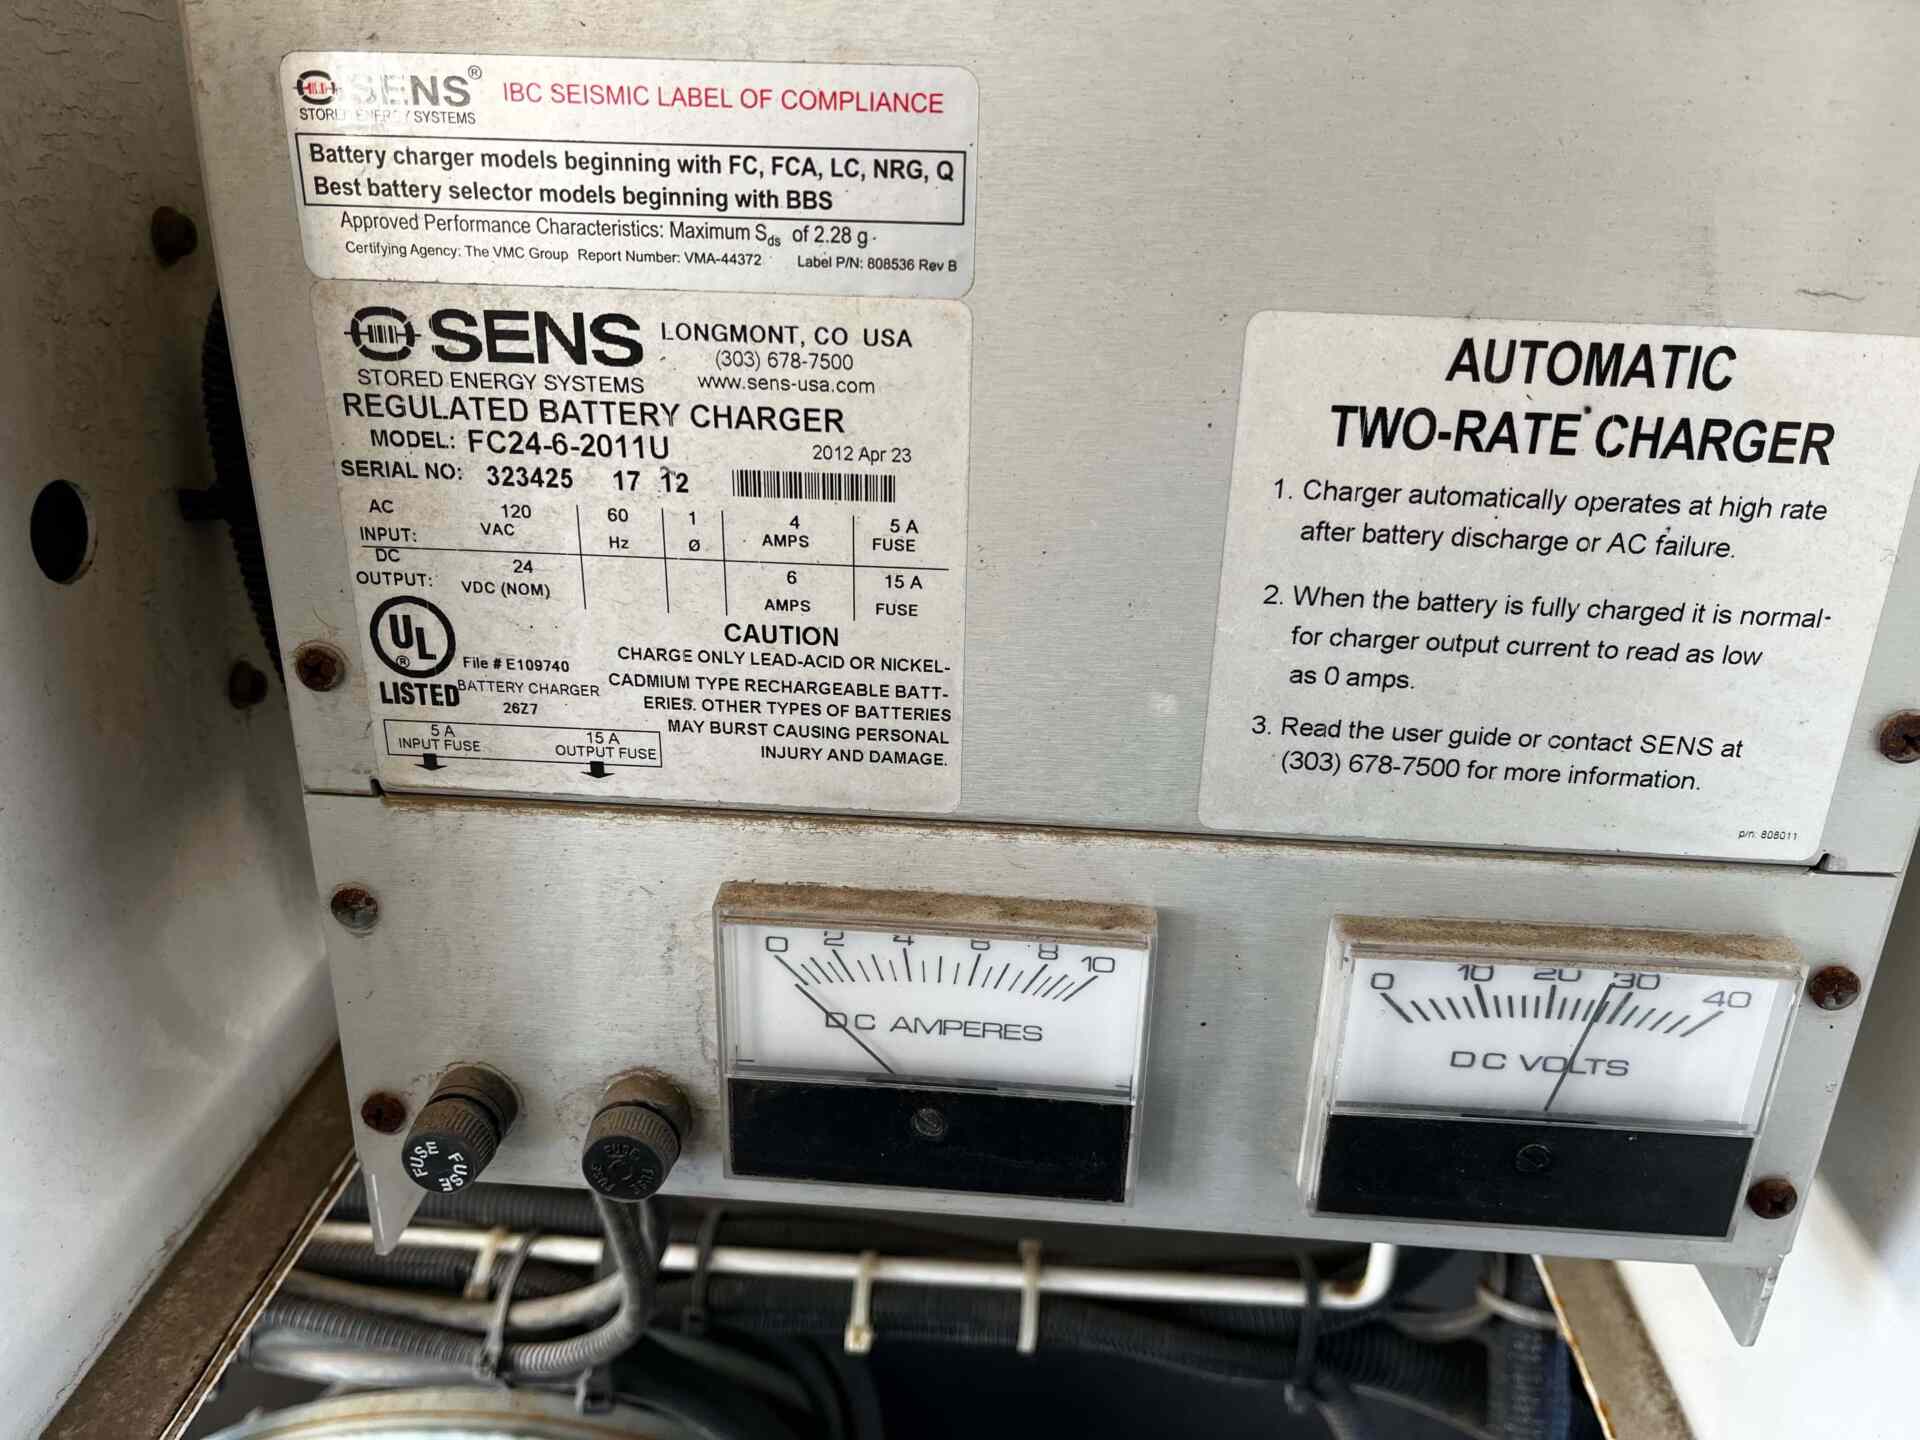 SENS®
STORED ENERGY SYSTEMS
IBC SEISMIC LABEL OF COMPLIANCE
Battery charger models beginning with FC, FCA, LC, NRG, Q
Best battery selector models beginning with BBS
Approved Performance Characteristics: Maximum Sds of 2.28 g.
Certifying Agency: The VMC Group Report Number: VMA-44372 Label P/N: 808536 Rev B
SENS LONGMONT, CO USA
(303) 678-7500
STORED ENERGY SYSTEMS www.sens-usa.com
REGULATED BATTERY CHARGER
MODEL: FC24-6-2011U 2012 Apr 23
SERIAL NO: 323425 17 12
AC INPUT: 120 VAC 60 Hz 1 Ø 4 AMPS 5 A FUSE
DC OUTPUT: 24 VDC (NOM) 6 AMPS 15 A FUSE
UL ® LISTED
File # E109740
BATTERY CHARGER
26Z7
CAUTION
CHARGE ONLY LEAD-ACID OR NICKEL-
CADMIUM TYPE RECHARGEABLE BATT-
ERIES. OTHER TYPES OF BATTERIES
MAY BURST CAUSING PERSONAL
INJURY AND DAMAGE.
5 A 15 A
INPUT FUSE OUTPUT FUSE
AUTOMATIC
TWO-RATE CHARGER
1. Charger automatically operates at high rate
after battery discharge or AC failure.
2. When the battery is fully charged it is normal
for charger output current to read as low
as 0 amps.
3. Read the user guide or contact SENS at
(303) 678-7500 for more information.
p/n: 808011
0 2 4 6 8 10
DC AMPERES
0 10 20 30 40
DC VOLTS
FUSE FUSE
FUSE FUSE